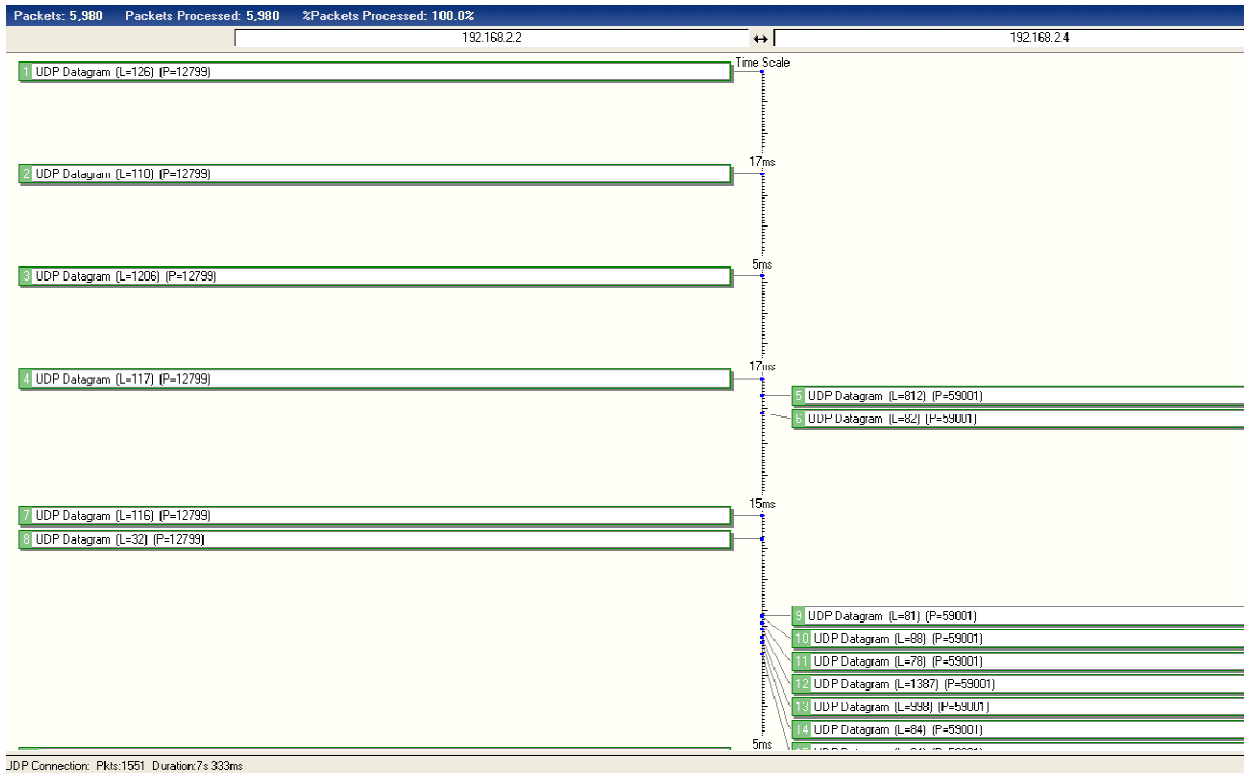 Packets: 5,980 Packets Processed: 5,980 %Packets Processed: 100.0%
192.168.2.2 ↔ 192.168.2.4
Time Scale
1 UDP Datagram (L=126) (P=12799)
17ms
2 UDP Datagram (L=110) (P=12799)
5ms
3 UDP Datagram (L=1206) (P=12799)
17ms
4 UDP Datagram (L=117) (P=12799)
5 UDP Datagram (L=812) (P=59001)
6 UDP Datagram (L=82) (P=59001)
15ms
7 UDP Datagram (L=116) (P=12799)
8 UDP Datagram (L=32) (P=12799)
9 UDP Datagram (L=81) (P=59001)
10 UDP Datagram (L=88) (P=59001)
11 UDP Datagram (L=78) (P=59001)
12 UDP Datagram (L=1387) (P=59001)
13 UDP Datagram (L=998) (P=59001)
14 UDP Datagram (L=84) (P=59001)
5ms
UDP Connection: Pkts:1551 Duration:7s 333ms